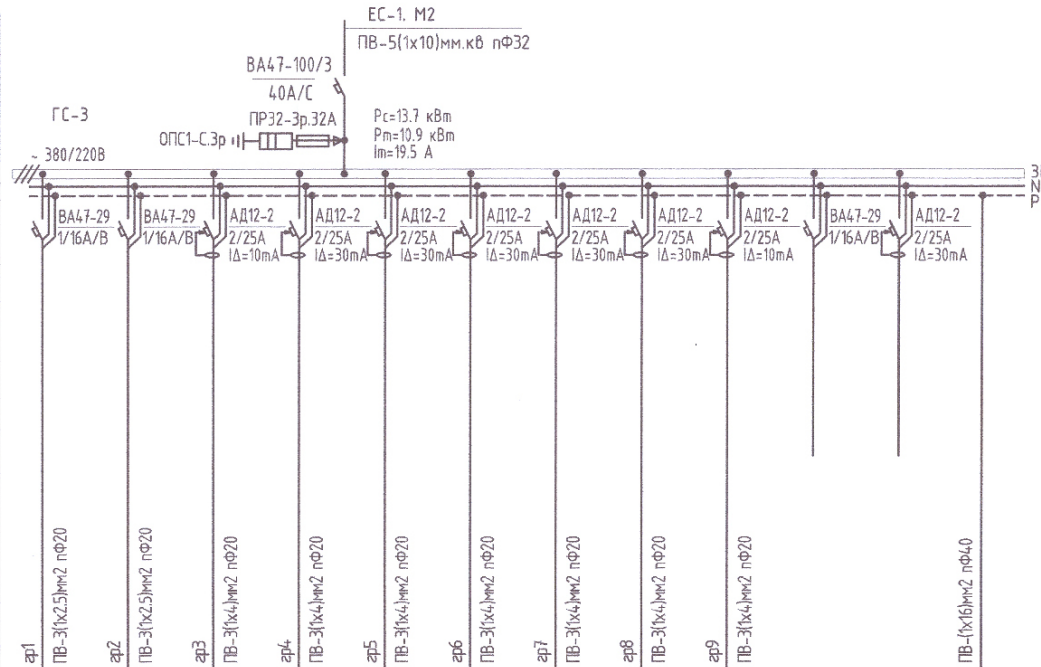 ЕС-1. М2
ПВ-5(1х10)мм.кв пФ32
ВА47-100/3
40А/С
ГС-3
ПР32-3р.32А
Рс=13.7 кВт
ОПС1-С.3р
Рт=10.9 кВт
Iт=19.5 А
~ 380/220В
N
P
ВА47-29
1/16А/В
ВА47-29
1/16А/В
АД12-2
2/25А
IΔ=10mA
АД12-2
2/25А
IΔ=30mA
АД12-2
2/25А
IΔ=30mA
АД12-2
2/25А
IΔ=30mA
АД12-2
2/25А
IΔ=30mA
АД12-2
2/25А
IΔ=30mA
АД12-2
2/25А
IΔ=10mA
ВА47-29
1/16А/В
АД12-2
2/25А
IΔ=30mA
гр1
ПВ-3(1х2.5)мм2 пФ20
гр2
ПВ-3(1х2.5)мм2 пФ20
гр3
ПВ-3(1х4)мм2 пФ20
гр4
ПВ-3(1х4)мм2 пФ20
гр5
ПВ-3(1х4)мм2 пФ20
гр6
ПВ-3(1х4)мм2 пФ20
гр7
ПВ-3(1х4)мм2 пФ20
гр8
ПВ-3(1х4)мм2 пФ20
гр9
ПВ-3(1х4)мм2 пФ20
ПВ-(1х16)мм2 пФ40